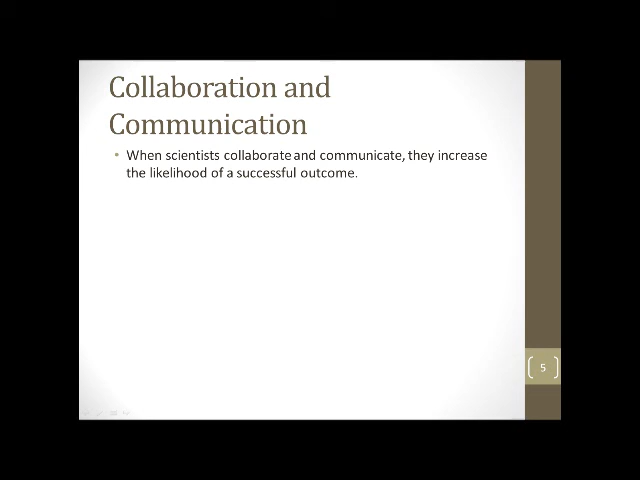 Collaboration and
Communication
• When scientists collaborate and communicate, they increase
the likelihood of a successful outcome.
5